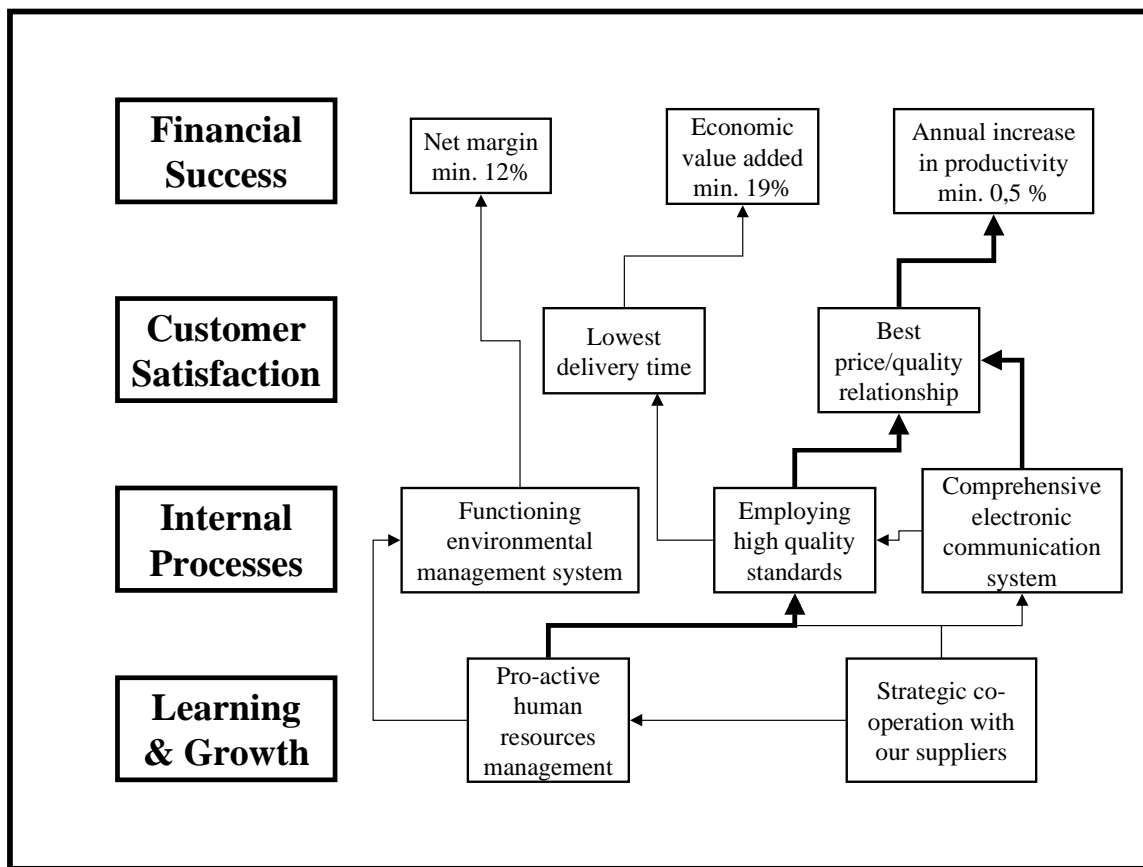 Financial
Success
Net margin
min. 12%
Economic
value added
min. 19%
Annual increase
in productivity
min. 0,5 %
Customer
Satisfaction
Lowest
delivery time
Best
price/quality
relationship
Internal
Processes
Functioning
environmental
management system
Employing
high quality
standards
Comprehensive
electronic
communication
system
Learning
& Growth
Pro-active
human
resources
management
Strategic co-
operation with
our suppliers